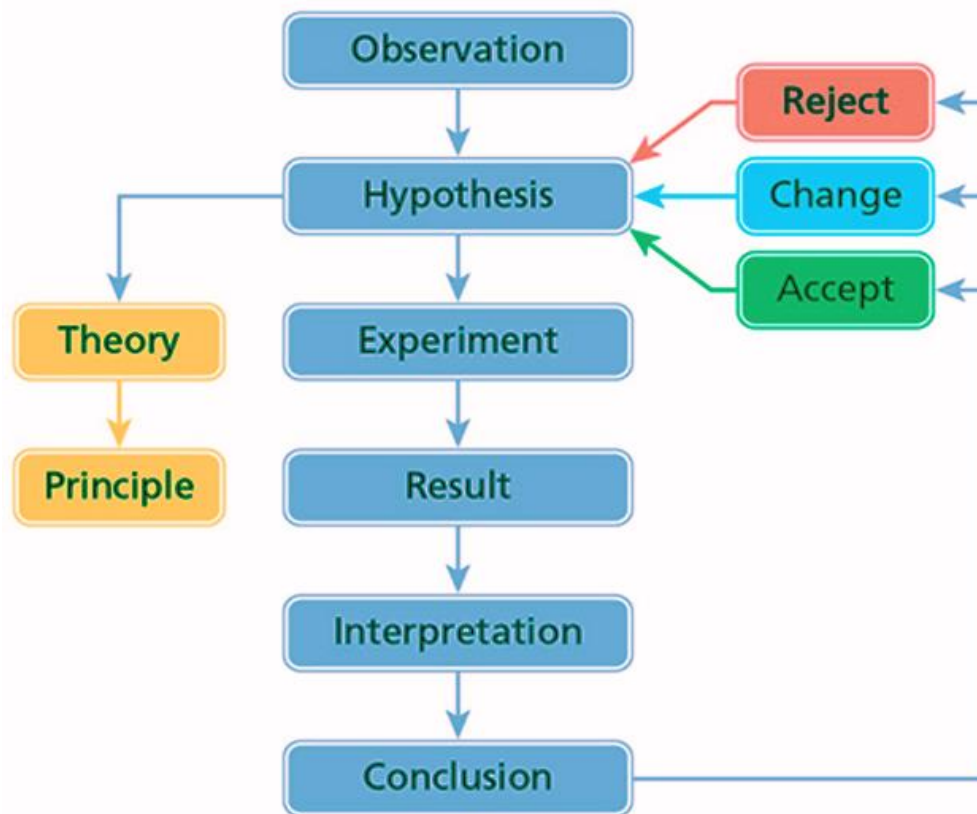 Observation
Reject
Hypothesis
Change
Accept
Theory
Experiment
Principle
Result
Interpretation
Conclusion